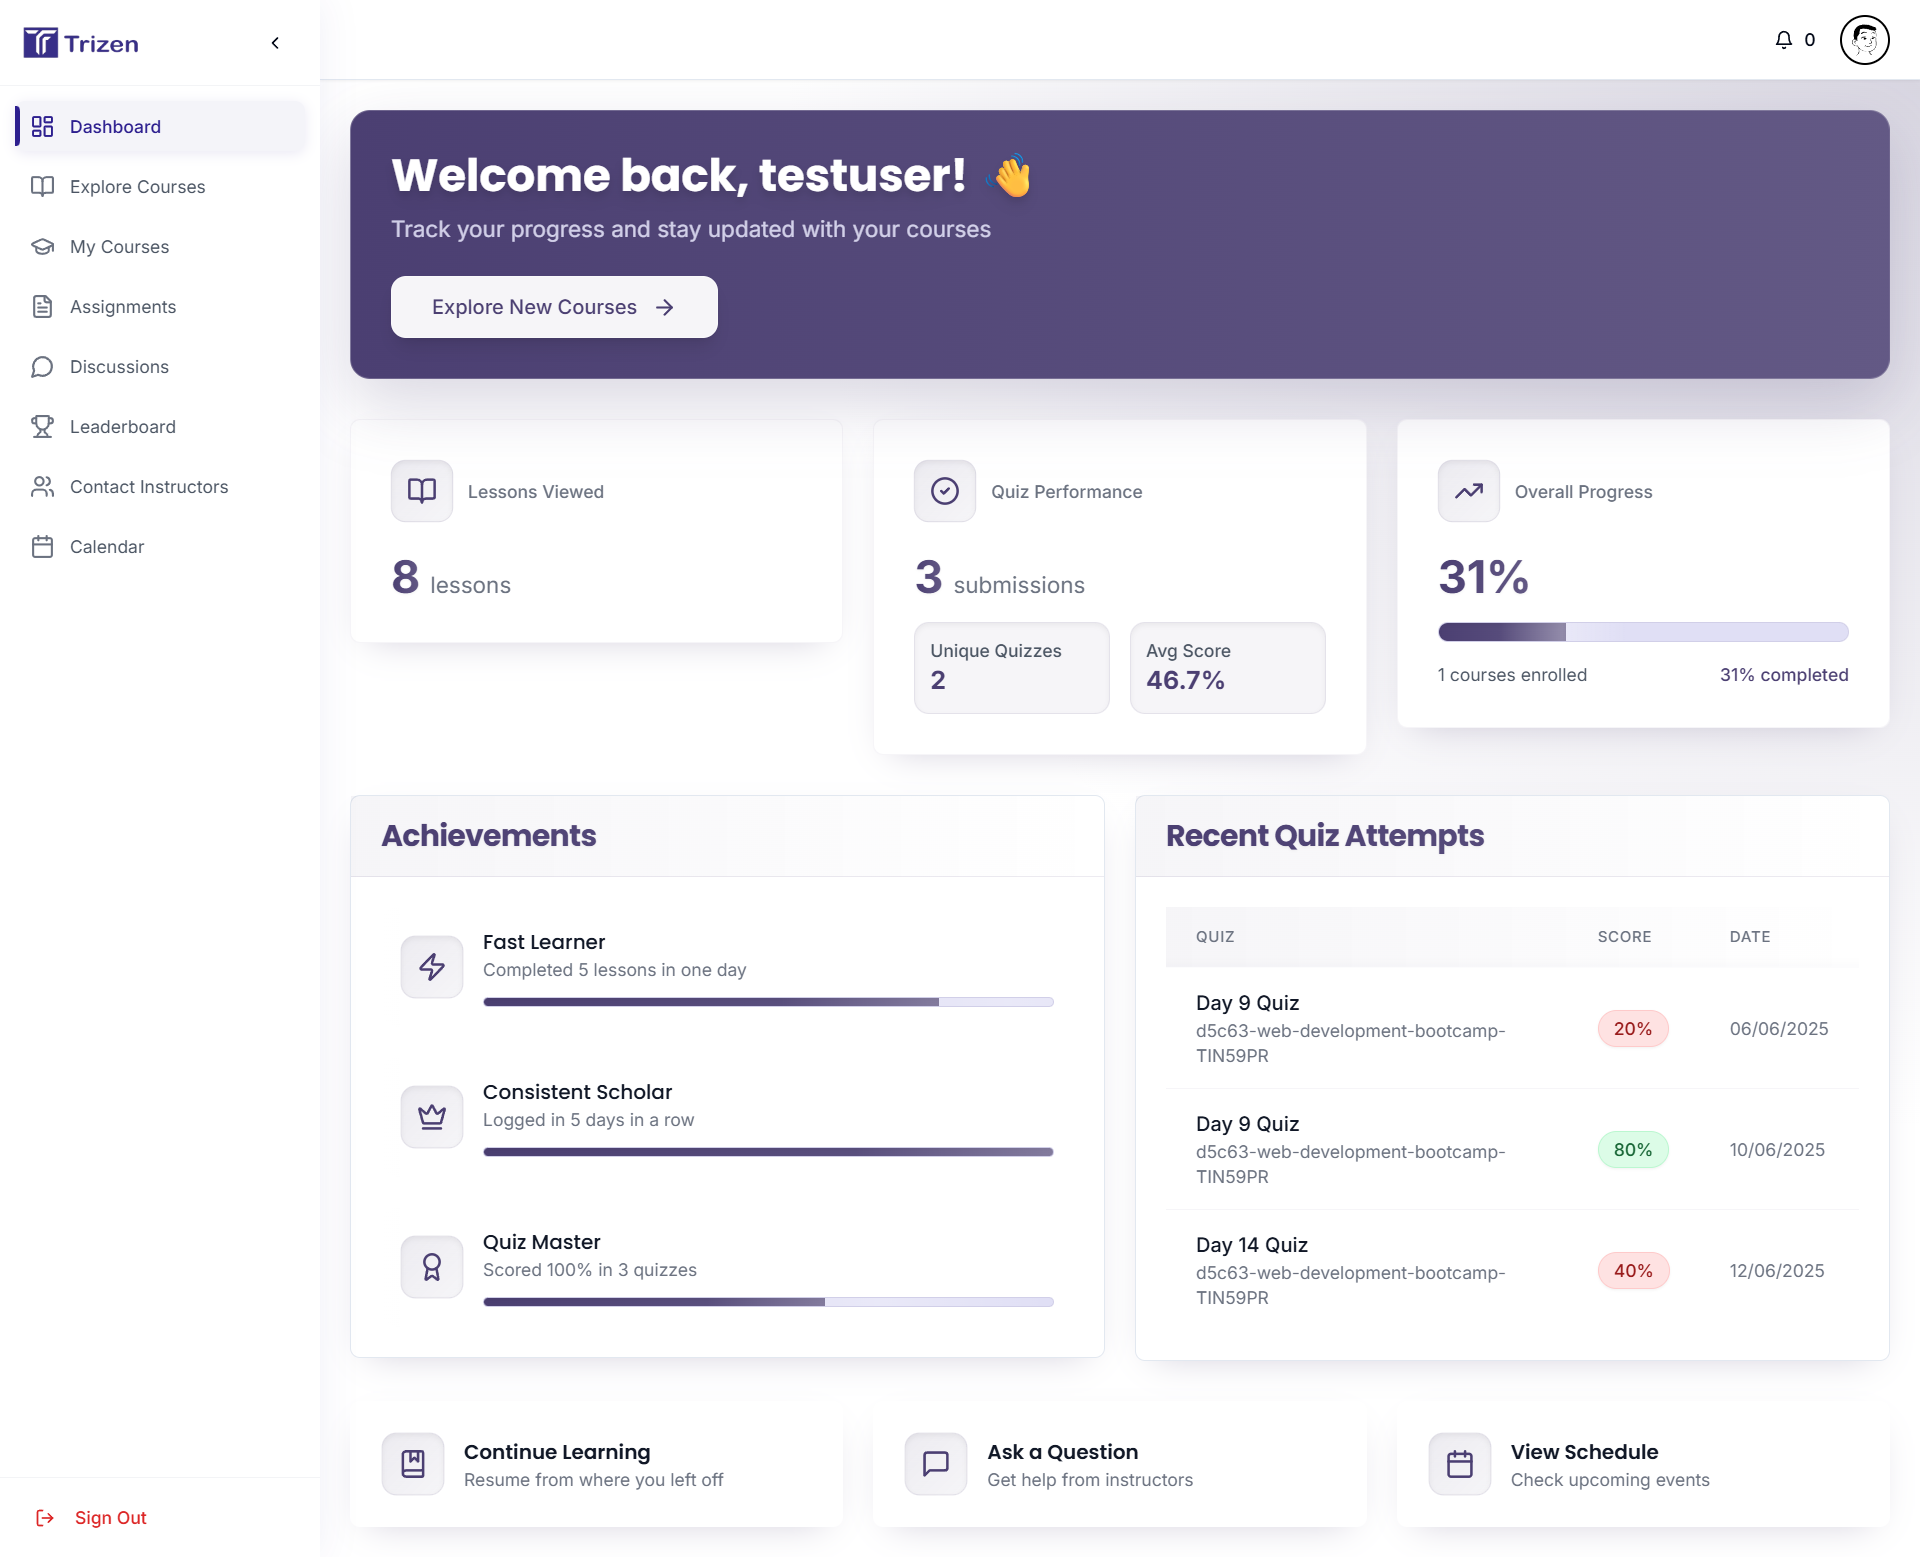 Trizen
0
Dashboard
Explore Courses
My Courses
Assignments
Discussions
Leaderboard
Contact Instructors
Calendar
Sign Out
Welcome back, testuser! 👋
Track your progress and stay updated with your courses
Explore New Courses →
Lessons Viewed
8 lessons
Quiz Performance
3 submissions
Unique Quizzes
2
Avg Score
46.7%
Overall Progress
31%
1 courses enrolled
31% completed
Achievements
Fast Learner
Completed 5 lessons in one day
Consistent Scholar
Logged in 5 days in a row
Quiz Master
Scored 100% in 3 quizzes
Recent Quiz Attempts
QUIZ SCORE DATE
Day 9 Quiz
d5c63-web-development-bootcamp-
TIN59PR
20%
06/06/2025
Day 9 Quiz
d5c63-web-development-bootcamp-
TIN59PR
80%
10/06/2025
Day 14 Quiz
d5c63-web-development-bootcamp-
TIN59PR
40%
12/06/2025
Continue Learning
Resume from where you left off
Ask a Question
Get help from instructors
View Schedule
Check upcoming events